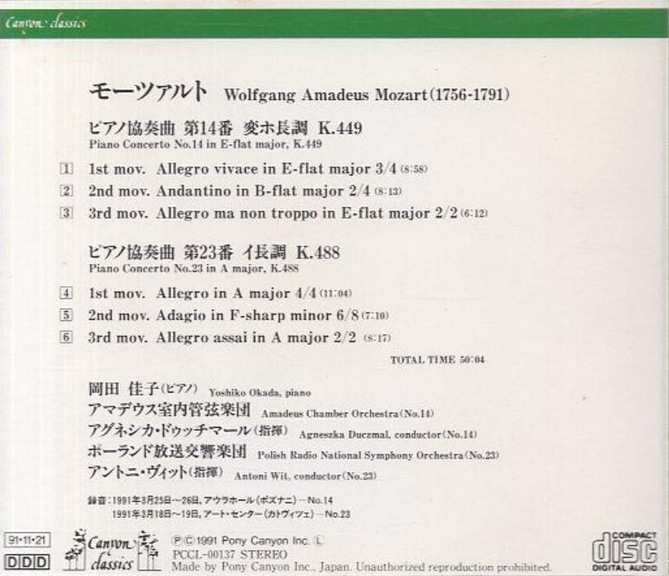 Canyon classics
モーツァルト Wolfgang Amadeus Mozart(1756-1791)
ピアノ協奏曲 第14番 変ホ長調 K.449
Piano Concerto No.14 in E-flat major, K.449
1 1st mov. Allegro vivace in E-flat major 3/4 (8:58)
2 2nd mov. Andantino in B-flat major 2/4 (8:13)
3 3rd mov. Allegro ma non troppo in E-flat major 2/2 (6:12)
ピアノ協奏曲 第23番 イ長調 K.488
Piano Concerto No.23 in A major, K.488
4 1st mov. Allegro in A major 4/4 (11:04)
5 2nd mov. Adagio in F-sharp minor 6/8 (7:10)
6 3rd mov. Allegro assai in A major 2/2 (8:17)
TOTAL TIME 50:04
岡田 佳子(ピアノ) Yoshiko Okada, piano
アマデウス室内管弦楽団 Amadeus Chamber Orchestra(No.14)
アグネシカ・ドゥッチマール(指揮) Agneszka Duczmal, conductor(No.14)
ポーランド放送交響楽団 Polish Radio National Symphony Orchestra(No.23)
アントニ・ヴィット(指揮) Antoni Wit, conductor(No.23)
録音:1991年3月25日〜26日, アウラホール(ポズナニ)—No.14
1991年3月18日〜19日, アート・センター(カトヴィツェ)—No.23
91・11・21
DDD
Canyon classics
Ⓟ©1991 Pony Canyon Inc. Ⓛ
PCCL-00137 STEREO
Made by Pony Canyon Inc., Japan. Unauthorized reproduction prohibited.
COMPACT disc DIGITAL AUDIO